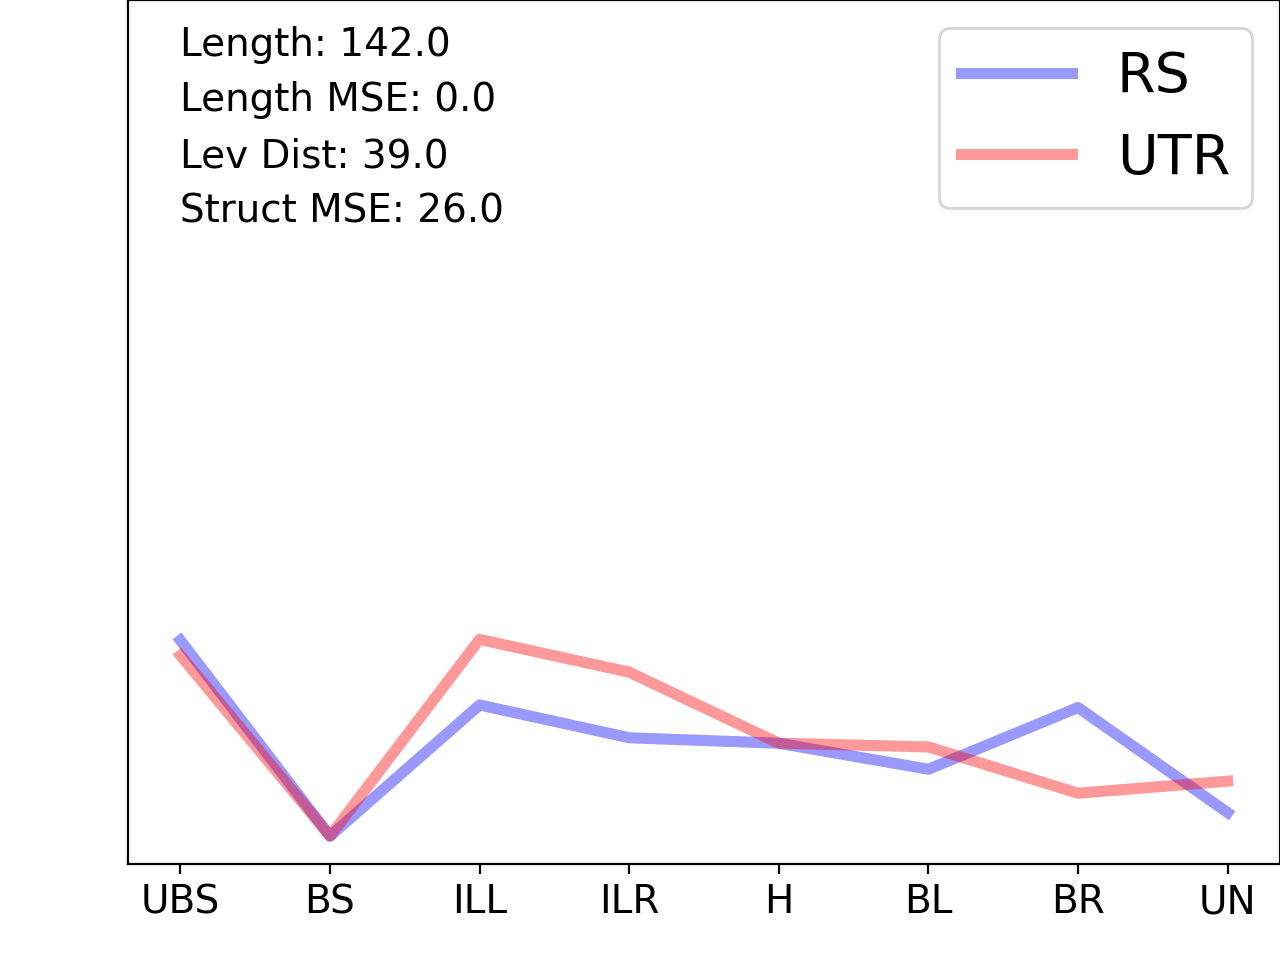 Length: 142.0
Length MSE: 0.0
Lev Dist: 39.0
Struct MSE: 26.0
RS
UTR
UBS BS ILL ILR H BL BR UN